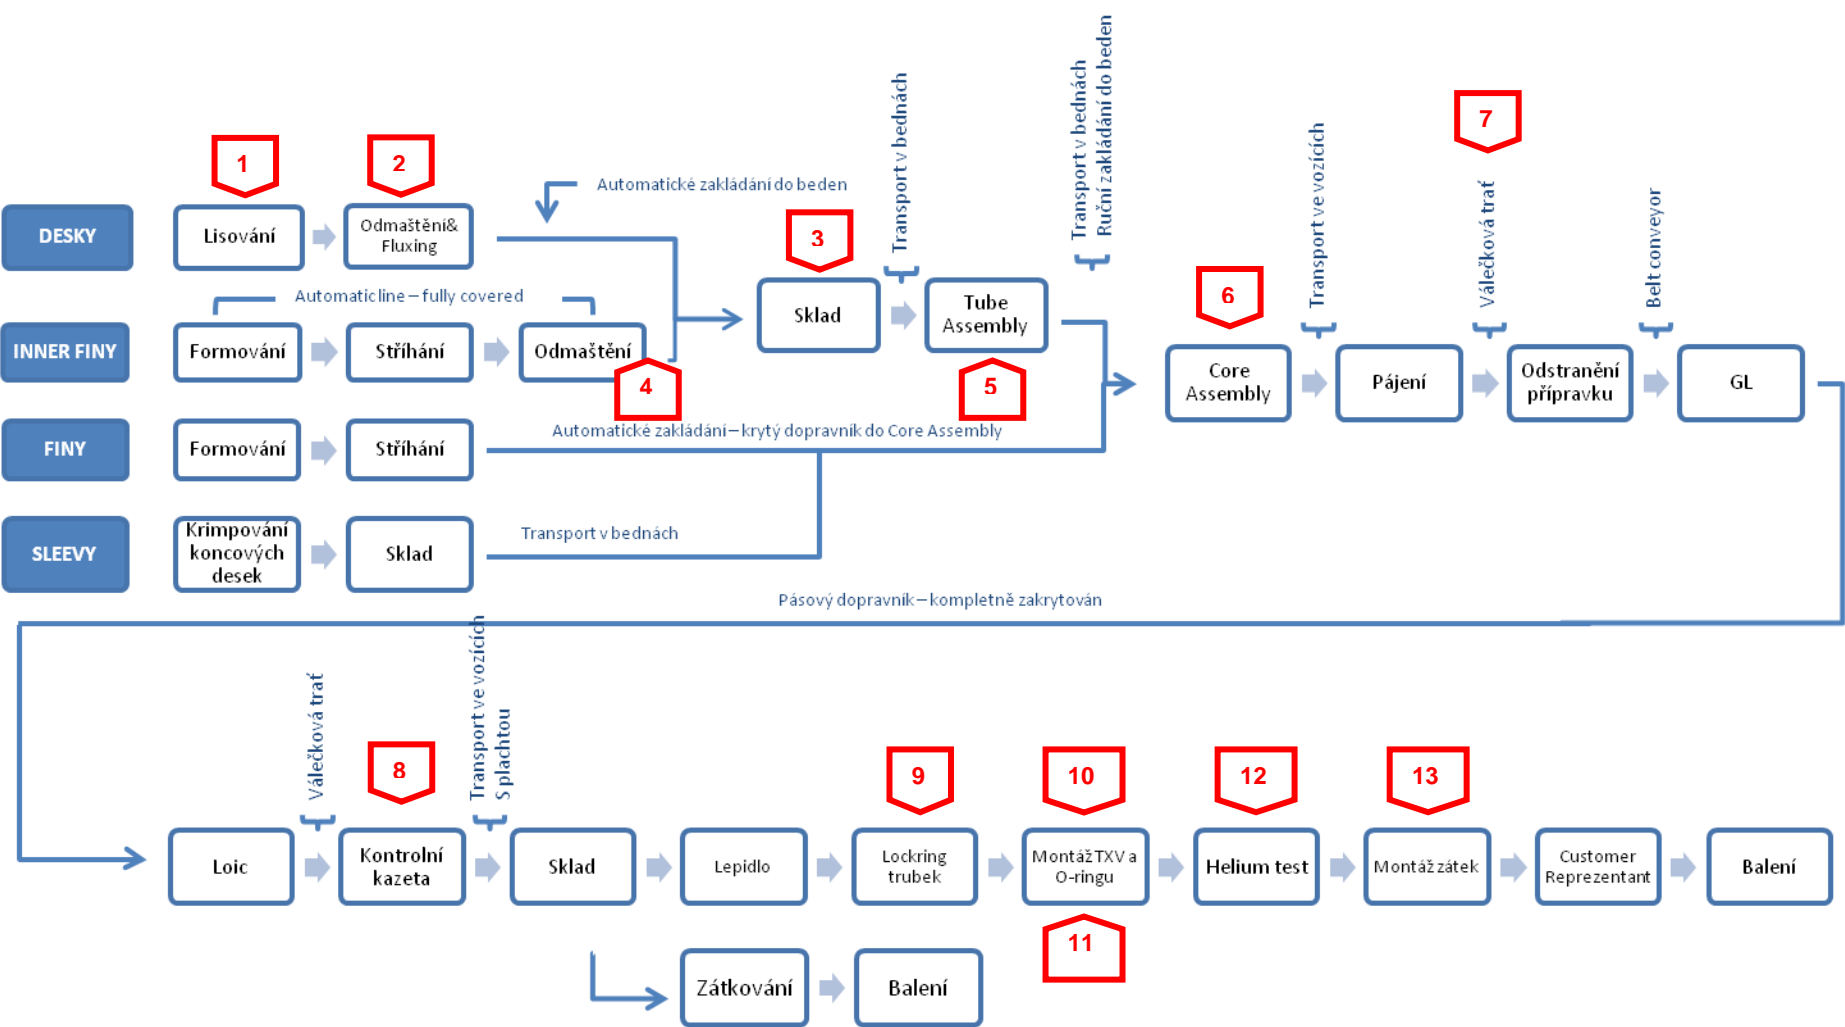 Transport v bednách
Ruční zakládání do beden
Transport v bednách
7
Transport ve vozících
Válečková trať
Belt conveyor
1
2
Automatické zakládání do beden
DESKY
Lisování
Odmaštění&
Fluxing
3
6
Automatic line – fully covered
Sklad
Tube
Assembly
INNER FINY
Formování
Stříhání
Odmaštění
4
5
Core
Assembly
Pájení
Odstranění
přípravku
GL
Automatické zakládání – krytý dopravník do Core Assembly
FINY
Formování
Stříhání
SLEEVY
Krimpování
koncových
desek
Sklad
Transport v bednách
Pásový dopravník – kompletně zakrytován
Válečková trať
Transport ve vozících
S plachtou
8
9
10
12
13
Loic
Kontrolní
kazeta
Sklad
Lepidlo
Lockring
trubek
Montáž TXV a
O-ringu
Helium test
Montáž zátek
Customer
Reprezentant
Balení
11
Zátkování
Balení